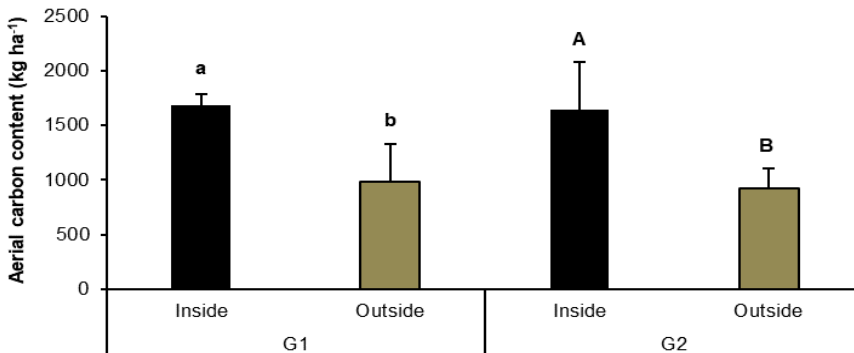 Aerial carbon content (kg ha⁻¹)
2500
2000
1500
1000
500
0
a
b
A
B
Inside
Outside
Inside
Outside
G1
G2